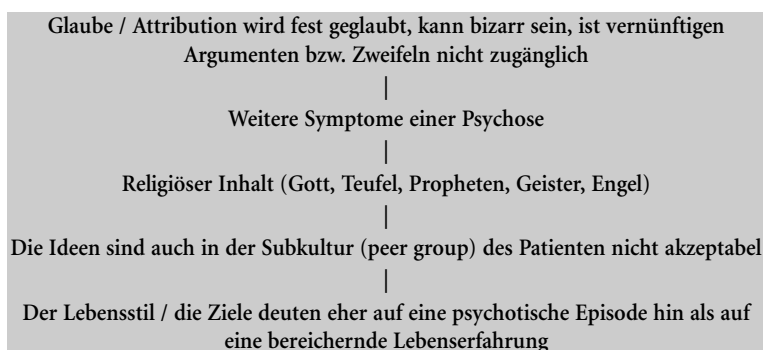 Glaube / Attribution wird fest geglaubt, kann bizarr sein, ist vernünftigen
Argumenten bzw. Zweifeln nicht zugänglich
|
Weitere Symptome einer Psychose
|
Religiöser Inhalt (Gott, Teufel, Propheten, Geister, Engel)
|
Die Ideen sind auch in der Subkultur (peer group) des Patienten nicht akzeptabel
|
Der Lebensstil / die Ziele deuten eher auf eine psychotische Episode hin als auf
eine bereichernde Lebenserfahrung